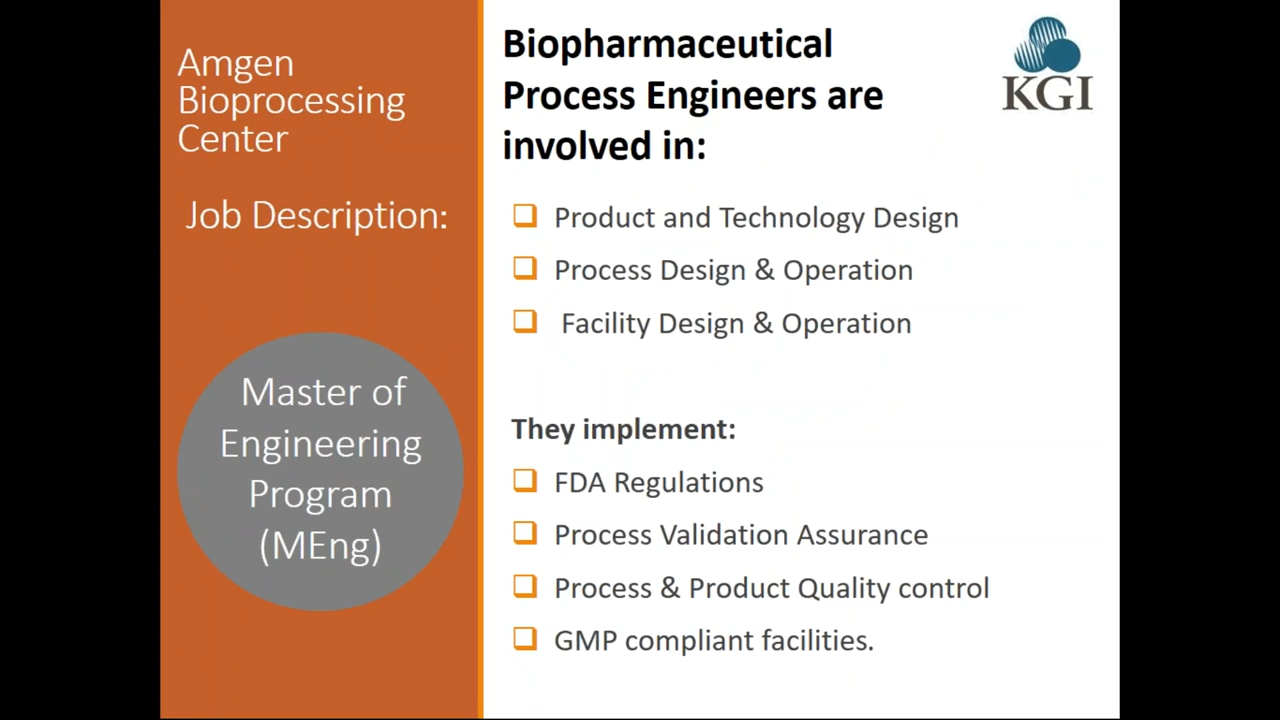 Amgen
Bioprocessing
Center
Job Description:
Master of
Engineering
Program
(MEng)
Biopharmaceutical
Process Engineers are
involved in:
Product and Technology Design
Process Design & Operation
Facility Design & Operation
They implement:
FDA Regulations
Process Validation Assurance
Process & Product Quality control
GMP compliant facilities.
KGI